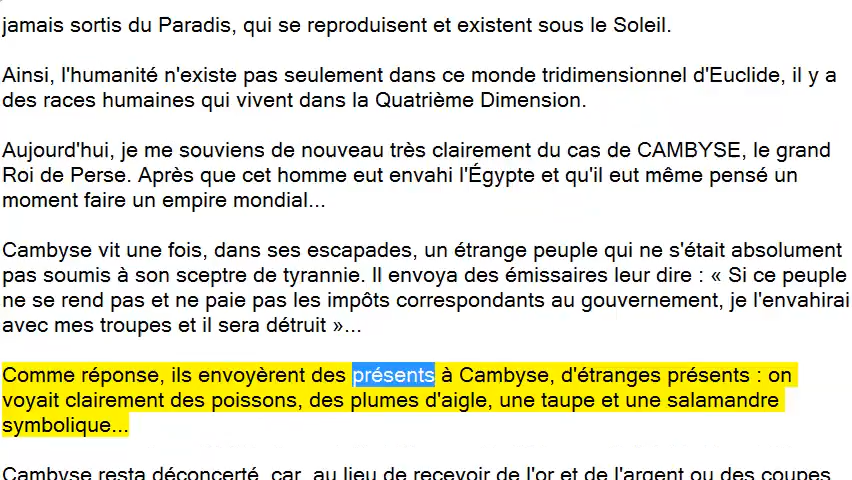 jamais sortis du Paradis, qui se reproduisent et existent sous le Soleil.
Ainsi, l'humanité n'existe pas seulement dans ce monde tridimensionnel d'Euclide, il y a
des races humaines qui vivent dans la Quatrième Dimension.
Aujourd'hui, je me souviens de nouveau très clairement du cas de CAMBYSE, le grand
Roi de Perse. Après que cet homme eut envahi l'Égypte et qu'il eut même pensé un
moment faire un empire mondial...
Cambyse vit une fois, dans ses escapades, un étrange peuple qui ne s'était absolument
pas soumis à son sceptre de tyrannie. Il envoya des émissaires leur dire : « Si ce peuple
ne se rend pas et ne paie pas les impôts correspondants au gouvernement, je l'envahirai
avec mes troupes et il sera détruit »...
Comme réponse, ils envoyèrent des présents à Cambyse, d'étranges présents : on
voyait clairement des poissons, des plumes d'aigle, une taupe et une salamandre
symbolique...
Cambyse resta déconcerté, car, au lieu de recevoir de l'or et de l'argent ou des coupes